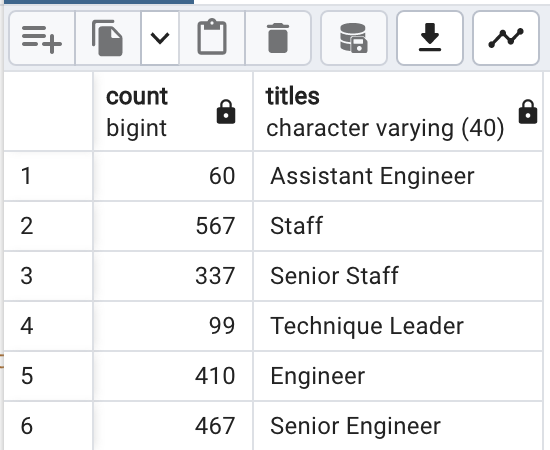 count titles
bigint character varying (40)
1 60 Assistant Engineer
2 567 Staff
3 337 Senior Staff
4 99 Technique Leader
5 410 Engineer
6 467 Senior Engineer